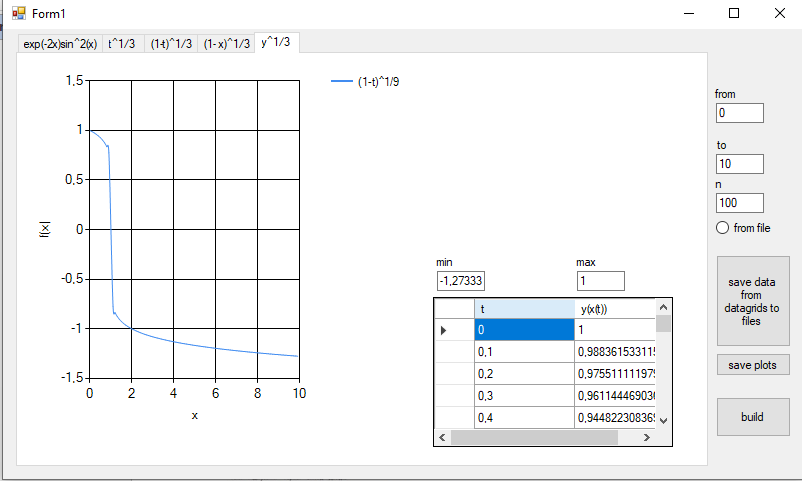 Form1
exp(-2x)sin^2(x)
t^1/3
(1-t)^1/3
(1-x)^1/3
y^1/3
1,5
1
0,5
0
-0,5
-1
-1,5
f(x)
0
2
4
6
8
10
x
(1-t)^1/9
min
max
-1,27333
1
t
y(x(t))
0
1
0,1
0,98836153311
0,2
0,97551111197
0,3
0,96114446903
0,4
0,94482230836
from
0
to
10
n
100
from file
save data
from
datagrids to
files
save plots
build